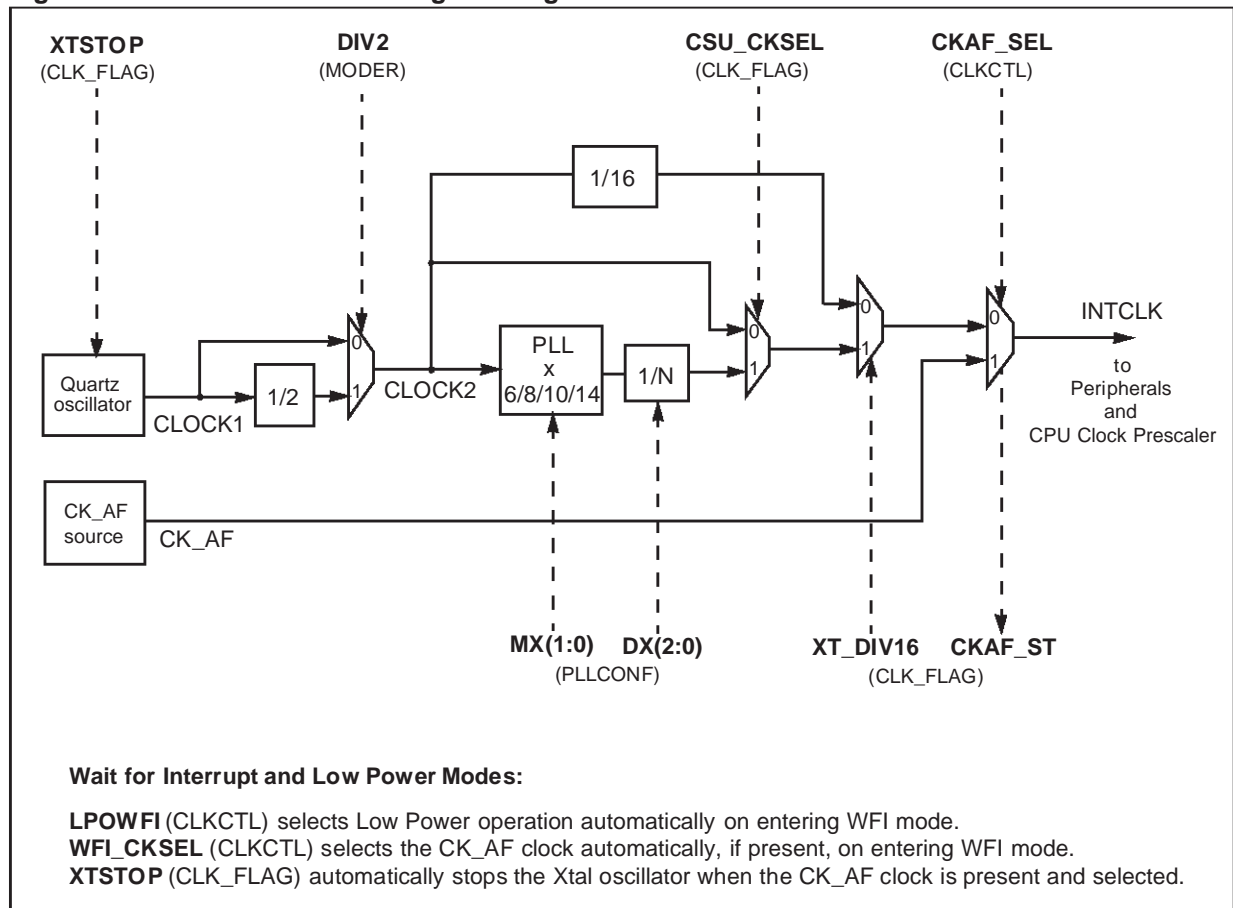 XTSTOP
(CLK_FLAG)
DIV2
(MODER)
CSU_CKSEL
(CLK_FLAG)
CKAF_SEL
(CLKCTL)
1/16
Quartz
oscillator
CLOCK1
1/2
0
1
CLOCK2
PLL
x
6/8/10/14
1/N
0
1
0
1
0
1
INTCLK
to
Peripherals
and
CPU Clock Prescaler
CK_AF
source
CK_AF
MX(1:0)
DX(2:0)
(PLLCONF)
XT_DIV16
CKAF_ST
(CLK_FLAG)
Wait for Interrupt and Low Power Modes:
LPOWFI (CLKCTL) selects Low Power operation automatically on entering WFI mode.
WFI_CKSEL (CLKCTL) selects the CK_AF clock automatically, if present, on entering WFI mode.
XTSTOP (CLK_FLAG) automatically stops the Xtal oscillator when the CK_AF clock is present and selected.